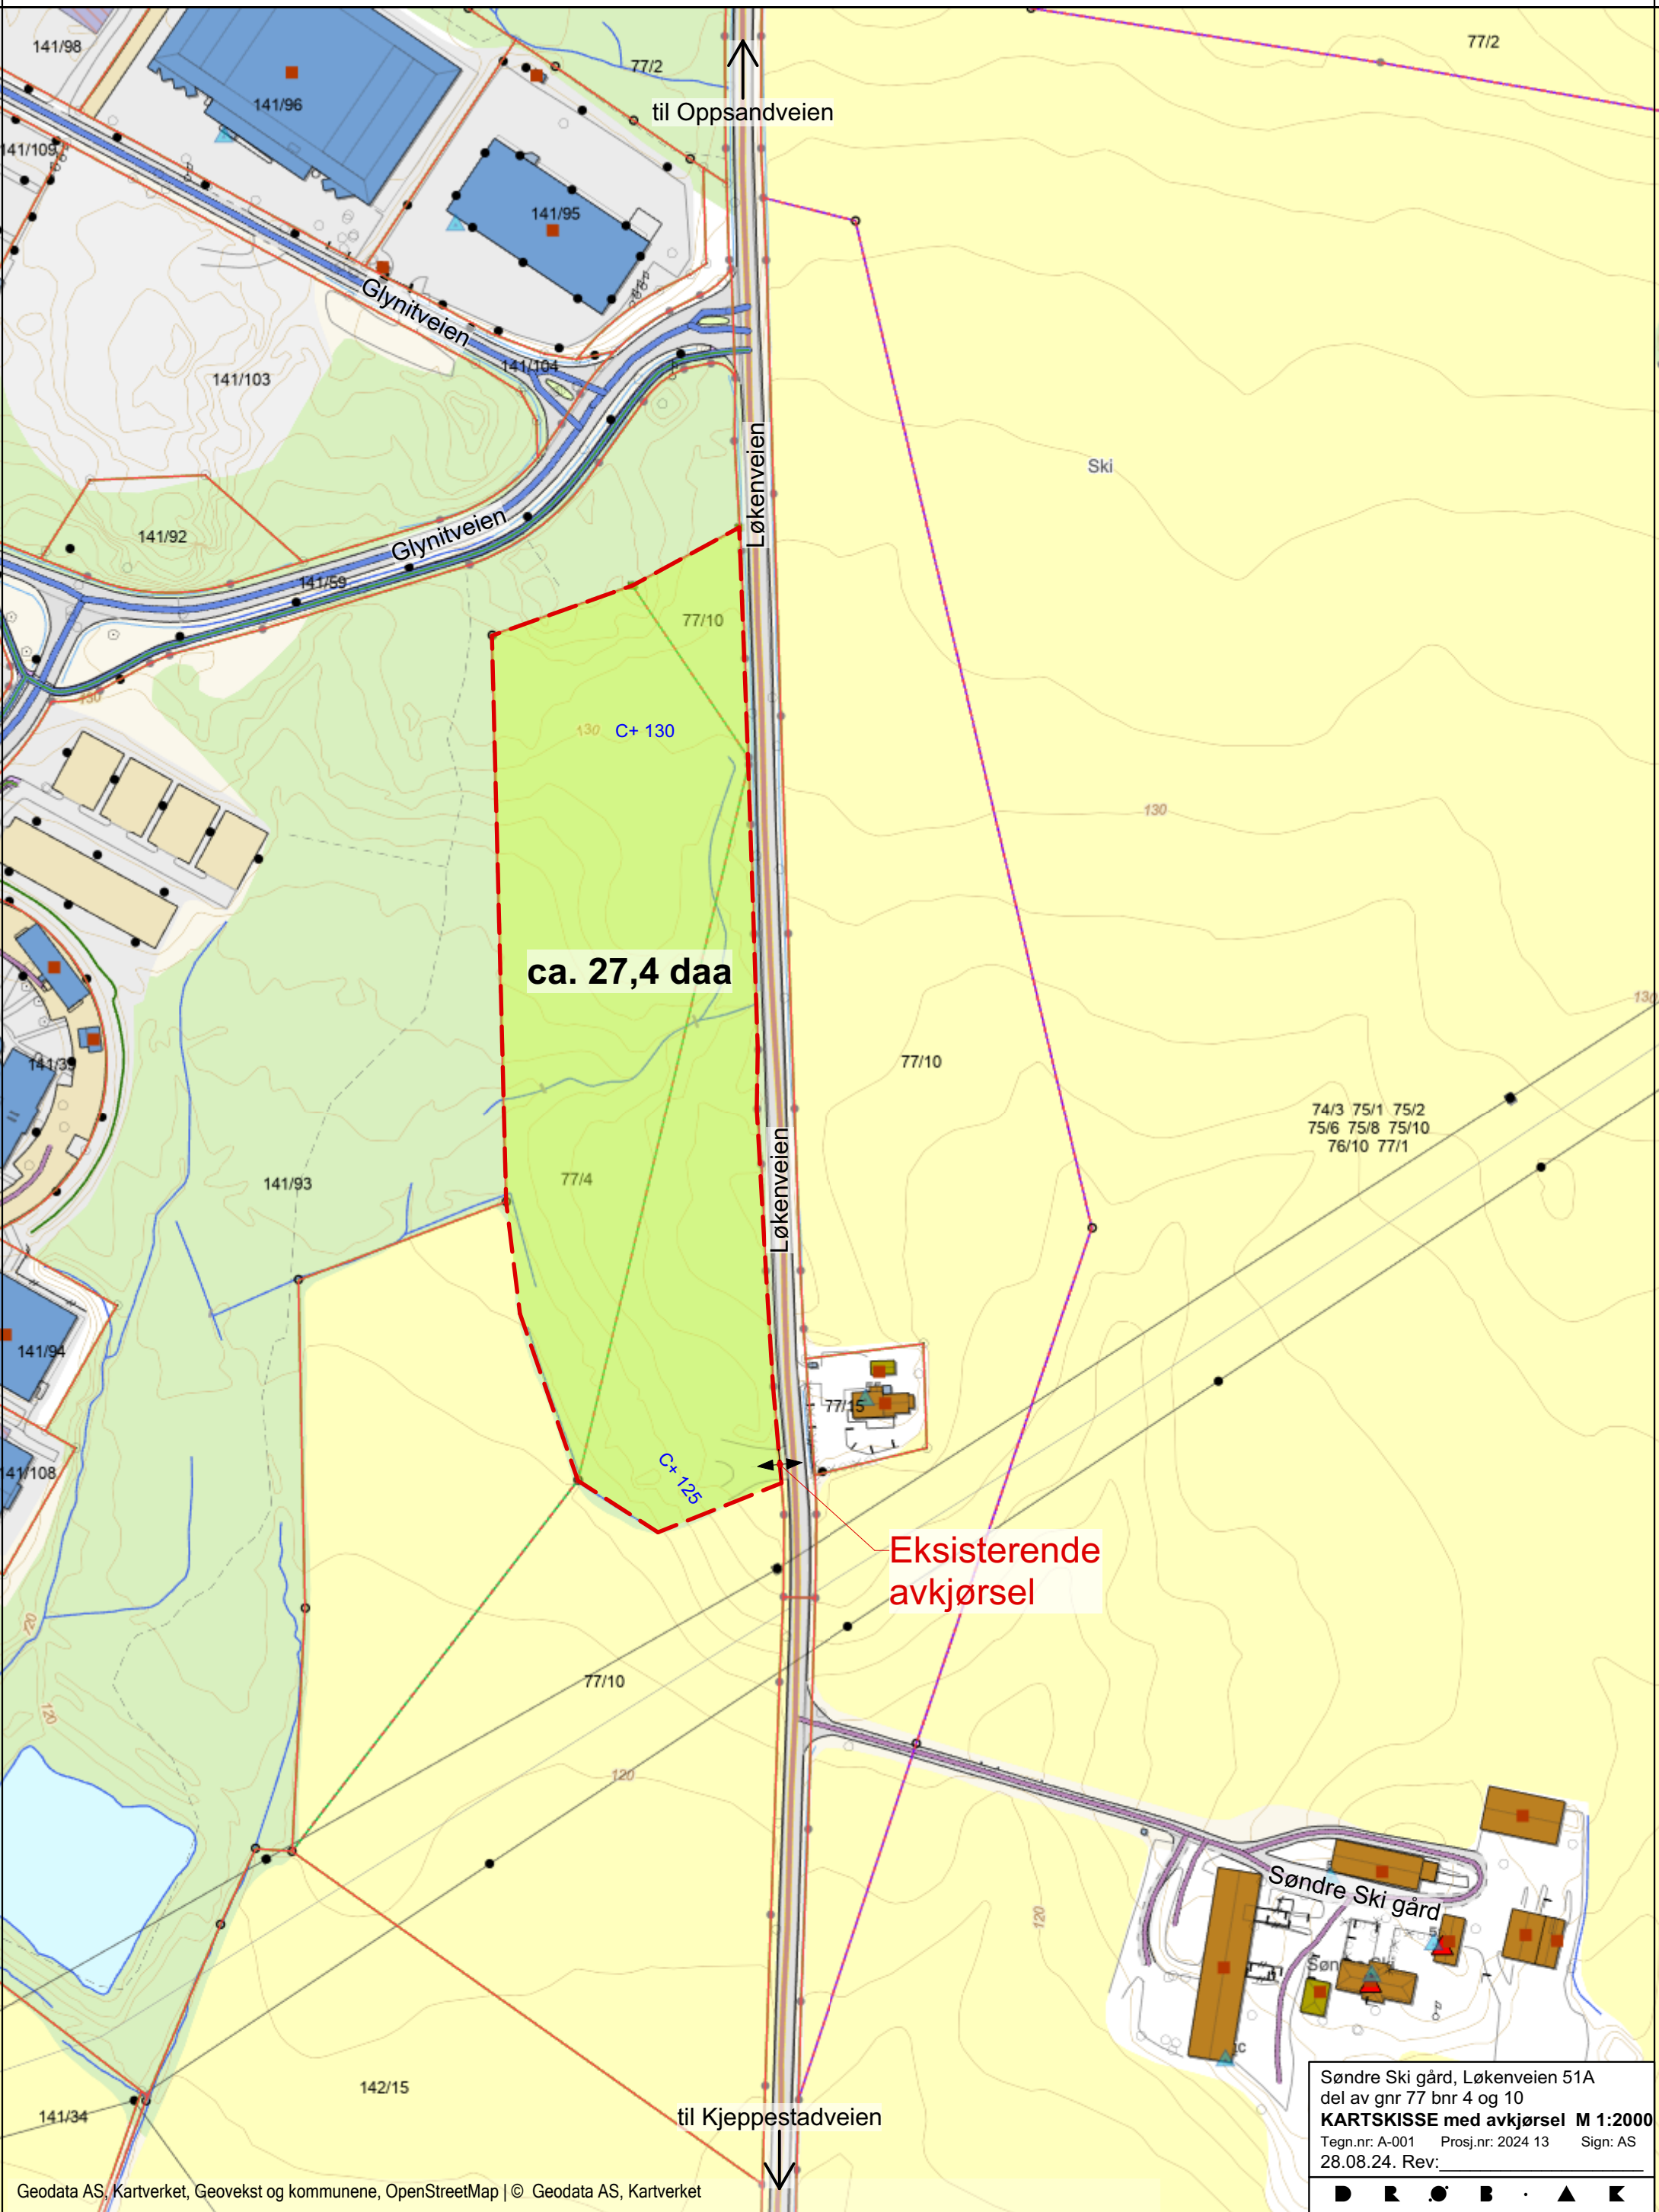 141/98
141/96
77/2
77/2
til Oppsandveien
141/109
141/95
Glynitveien
141/104
141/103
Løkenveien
Ski
141/92
Glynitveien
141/59
77/10
130
130
C+ 130
130
ca. 27,4 daa
130
141/39
77/10
74/3 75/1 75/2
75/6 75/8 75/10
76/10 77/1
77/4
141/93
Løkenveien
141/94
77/15
141/108
C+ 125
Eksisterende
avkjørsel
120
77/10
120
120
Søndre Ski gård
120
142/15
141/34
til Kjeppestadveien
Søndre Ski gård, Løkenveien 51A
del av gnr 77 bnr 4 og 10
KARTSKISSE med avkjørsel M 1:2000
Tegn.nr: A-001 Prosj.nr: 2024 13 Sign: AS
28.08.24. Rev:
Geodata AS, Kartverket, Geovekst og kommunene, OpenStreetMap | © Geodata AS, Kartverket